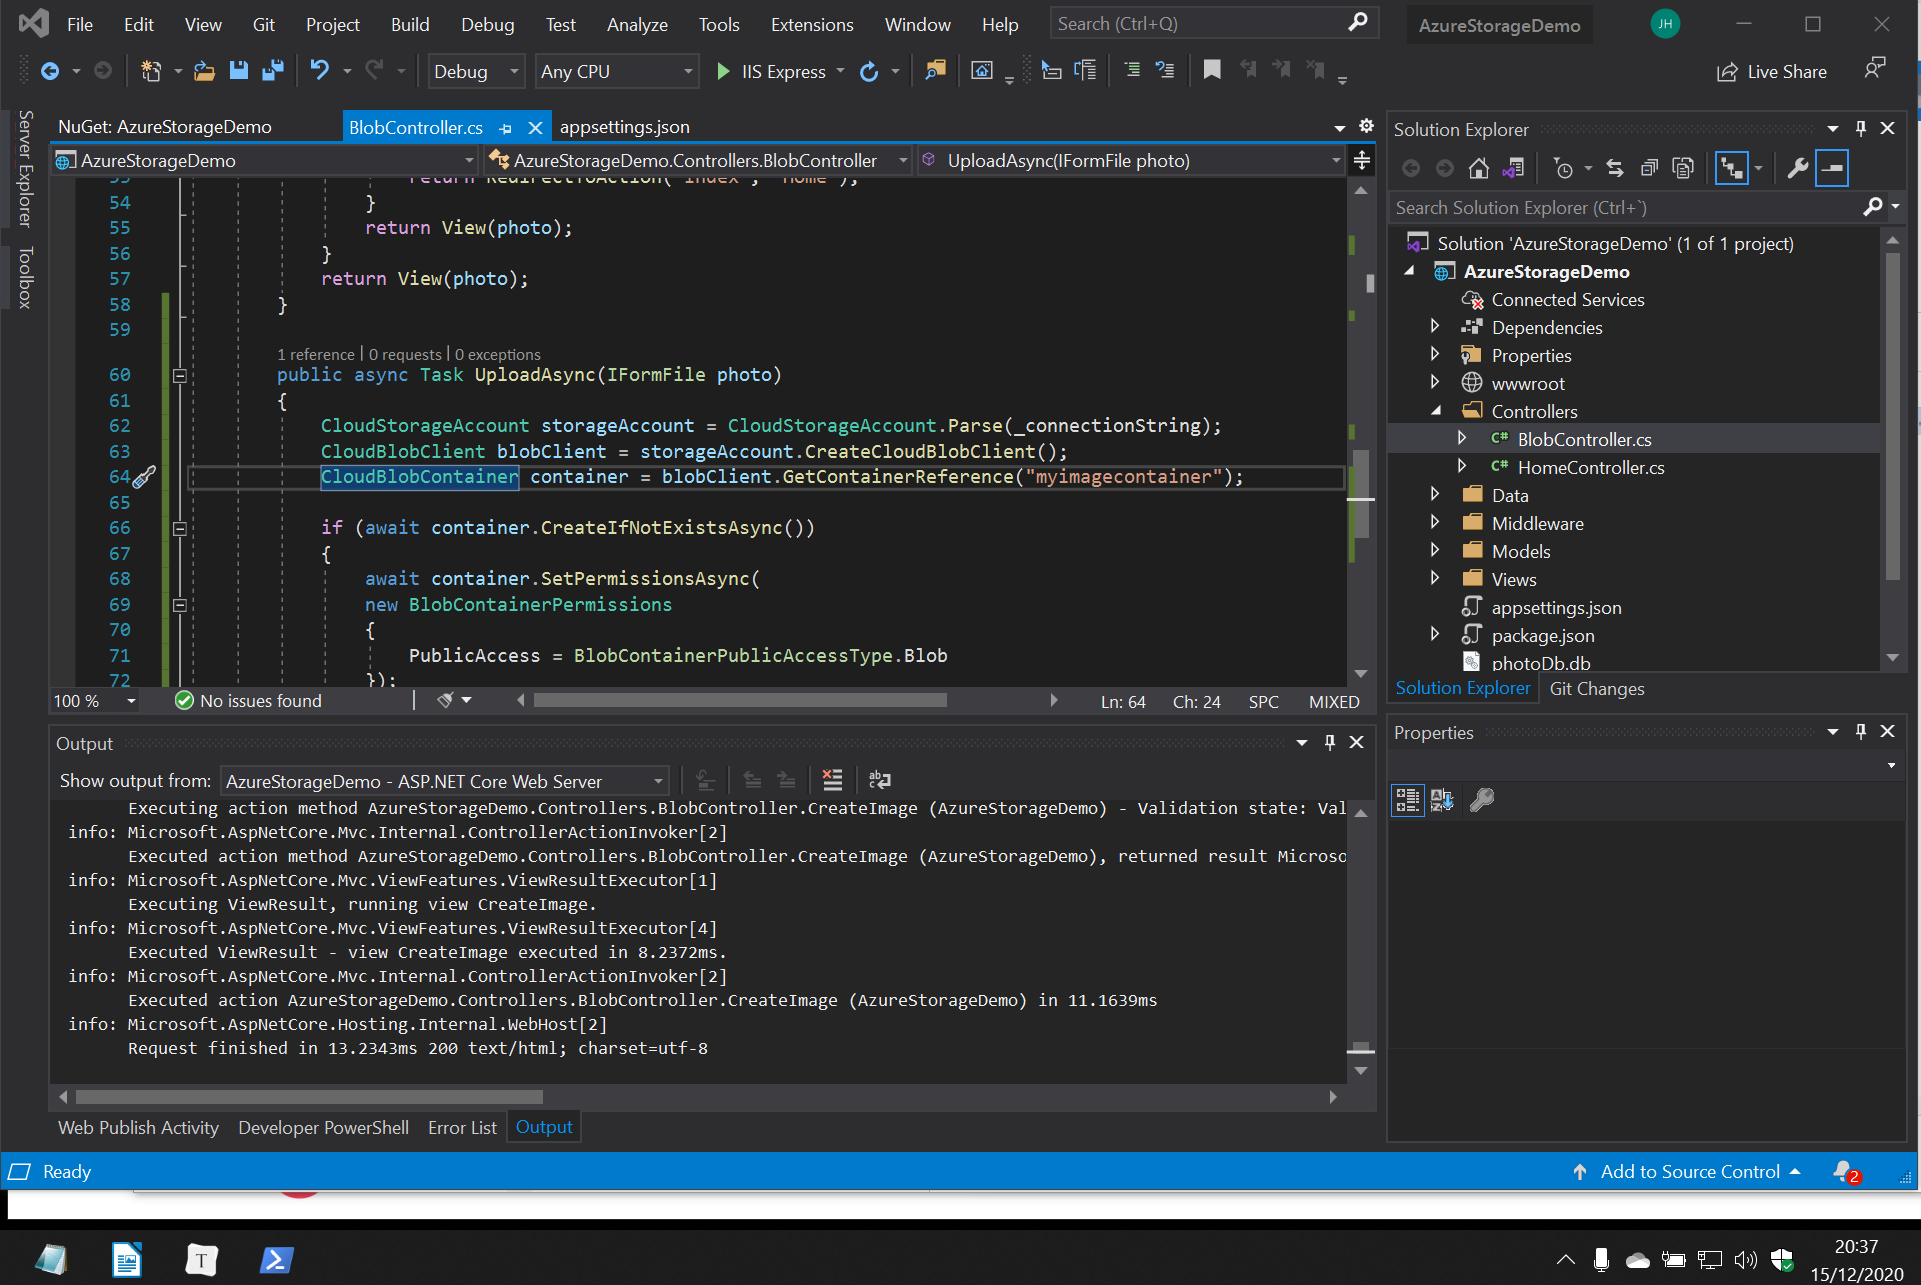 File Edit View Git Project Build Debug Test Analyze Tools Extensions Window Help Search (Ctrl+Q) AzureStorageDemo JH
Debug Any CPU IIS Express Live Share
Server Explorer
Toolbox
NuGet: AzureStorageDemo BlobController.cs appsettings.json
AzureStorageDemo AzureStorageDemo.Controllers.BlobController UploadAsync(IFormFile photo)
53 return RedirectToAction("Index", "Home");
54 }
55 return View(photo);
56 }
57 return View(photo);
58 }
59
1 reference | 0 requests | 0 exceptions
60 public async Task UploadAsync(IFormFile photo)
61 {
62 CloudStorageAccount storageAccount = CloudStorageAccount.Parse(_connectionString);
63 CloudBlobClient blobClient = storageAccount.CreateCloudBlobClient();
64 CloudBlobContainer container = blobClient.GetContainerReference("myimagecontainer");
65
66 if (await container.CreateIfNotExistsAsync())
67 {
68 await container.SetPermissionsAsync(
69 new BlobContainerPermissions
70 {
71 PublicAccess = BlobContainerPublicAccessType.Blob
72 });
100 % No issues found Ln: 64 Ch: 24 SPC MIXED
Output
Show output from: AzureStorageDemo - ASP.NET Core Web Server
Executing action method AzureStorageDemo.Controllers.BlobController.CreateImage (AzureStorageDemo) - Validation state: Val
info: Microsoft.AspNetCore.Mvc.Internal.ControllerActionInvoker[2]
Executed action method AzureStorageDemo.Controllers.BlobController.CreateImage (AzureStorageDemo), returned result Microso
info: Microsoft.AspNetCore.Mvc.ViewFeatures.ViewResultExecutor[1]
Executing ViewResult, running view CreateImage.
info: Microsoft.AspNetCore.Mvc.ViewFeatures.ViewResultExecutor[4]
Executed ViewResult - view CreateImage executed in 8.2372ms.
info: Microsoft.AspNetCore.Mvc.Internal.ControllerActionInvoker[2]
Executed action AzureStorageDemo.Controllers.BlobController.CreateImage (AzureStorageDemo) in 11.1639ms
info: Microsoft.AspNetCore.Hosting.Internal.WebHost[2]
Request finished in 13.2343ms 200 text/html; charset=utf-8
Web Publish Activity Developer PowerShell Error List Output
Solution Explorer
Search Solution Explorer (Ctrl+`)
Solution 'AzureStorageDemo' (1 of 1 project)
AzureStorageDemo
Connected Services
Dependencies
Properties
wwwroot
Controllers
C# BlobController.cs
C# HomeController.cs
Data
Middleware
Models
Views
appsettings.json
package.json
photoDb.db
Solution Explorer Git Changes
Properties
Ready Add to Source Control 2
T
20:37
15/12/2020